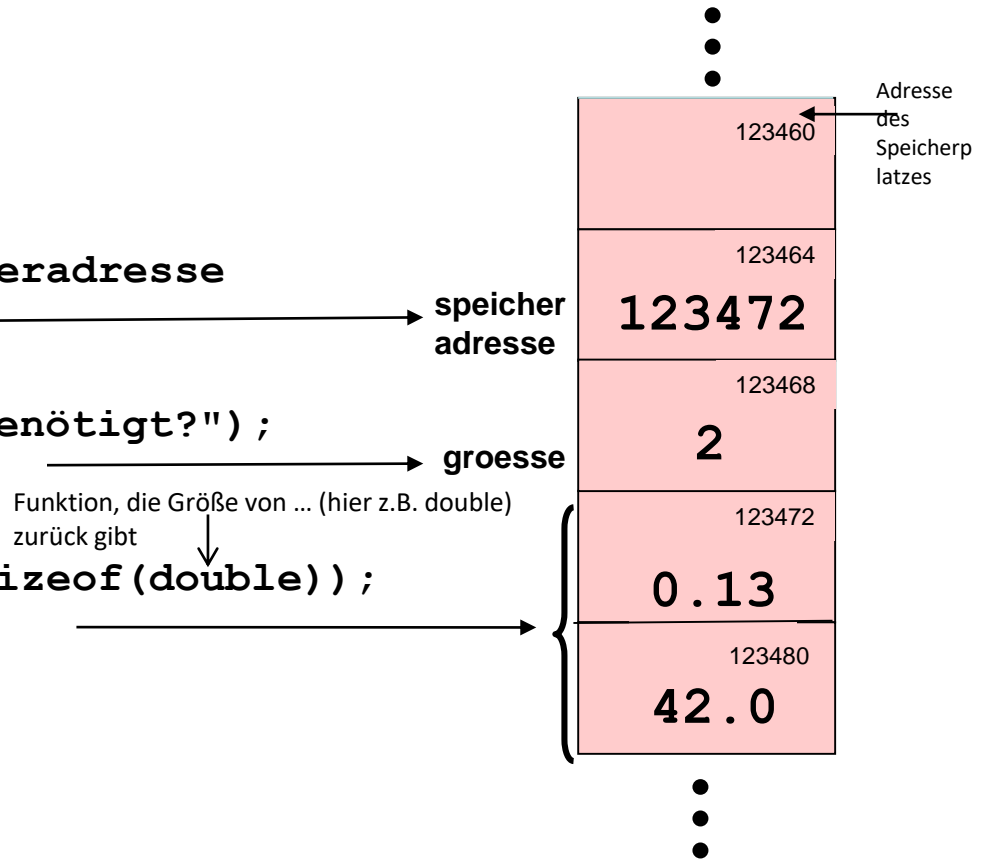 Adresse
des
Speicherp
latzes
123460
eradresse
123464
speicher
adresse
123472
123468
enötigt?");
groesse
2
Funktion, die Größe von ... (hier z.B. double)
zurück gibt
123472
izeof(double));
0.13
123480
42.0